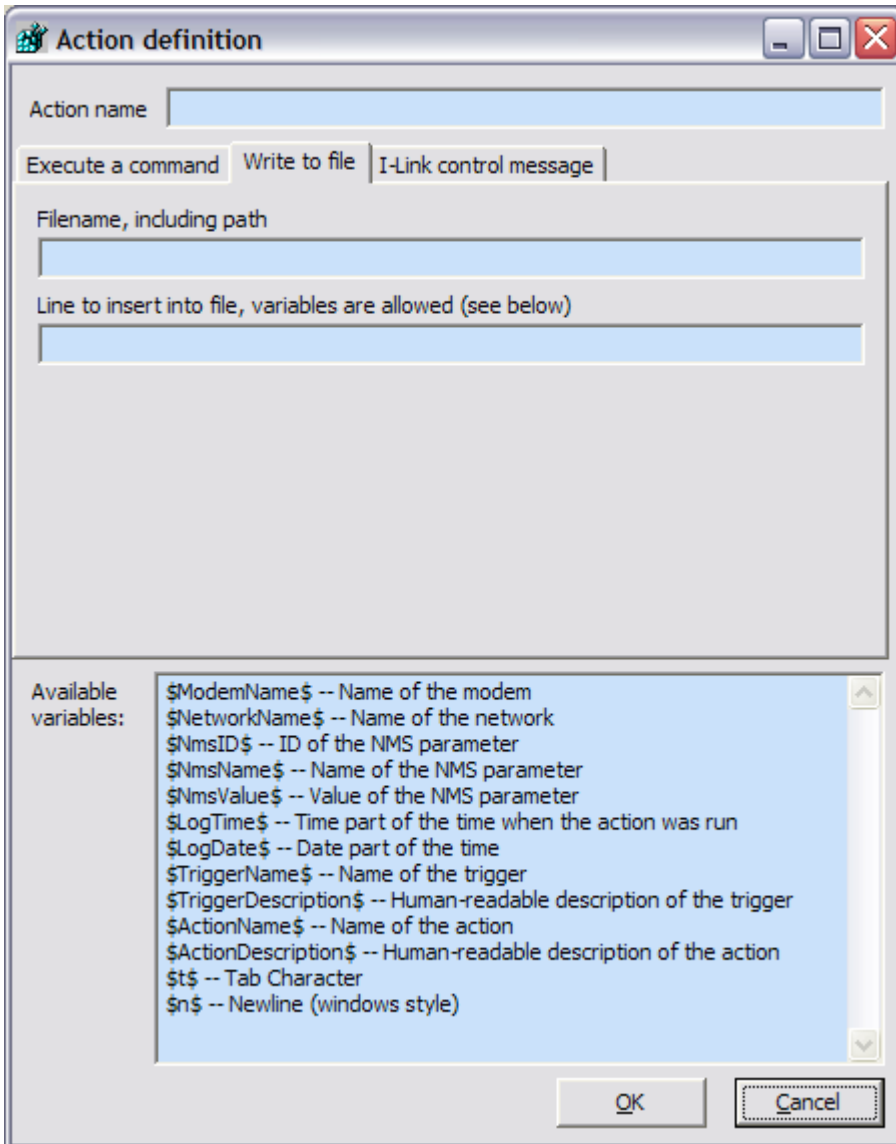 Action definition
Action name
Execute a command Write to file I-Link control message
Filename, including path
Line to insert into file, variables are allowed (see below)
Available variables:
$ModemName$ -- Name of the modem
$NetworkName$ -- Name of the network
$NmsID$ -- ID of the NMS parameter
$NmsName$ -- Name of the NMS parameter
$NmsValue$ -- Value of the NMS parameter
$LogTime$ -- Time part of the time when the action was run
$LogDate$ -- Date part of the time
$TriggerName$ -- Name of the trigger
$TriggerDescription$ -- Human-readable description of the trigger
$ActionName$ -- Name of the action
$ActionDescription$ -- Human-readable description of the action
$t$ -- Tab Character
$n$ -- Newline (windows style)
OK Cancel